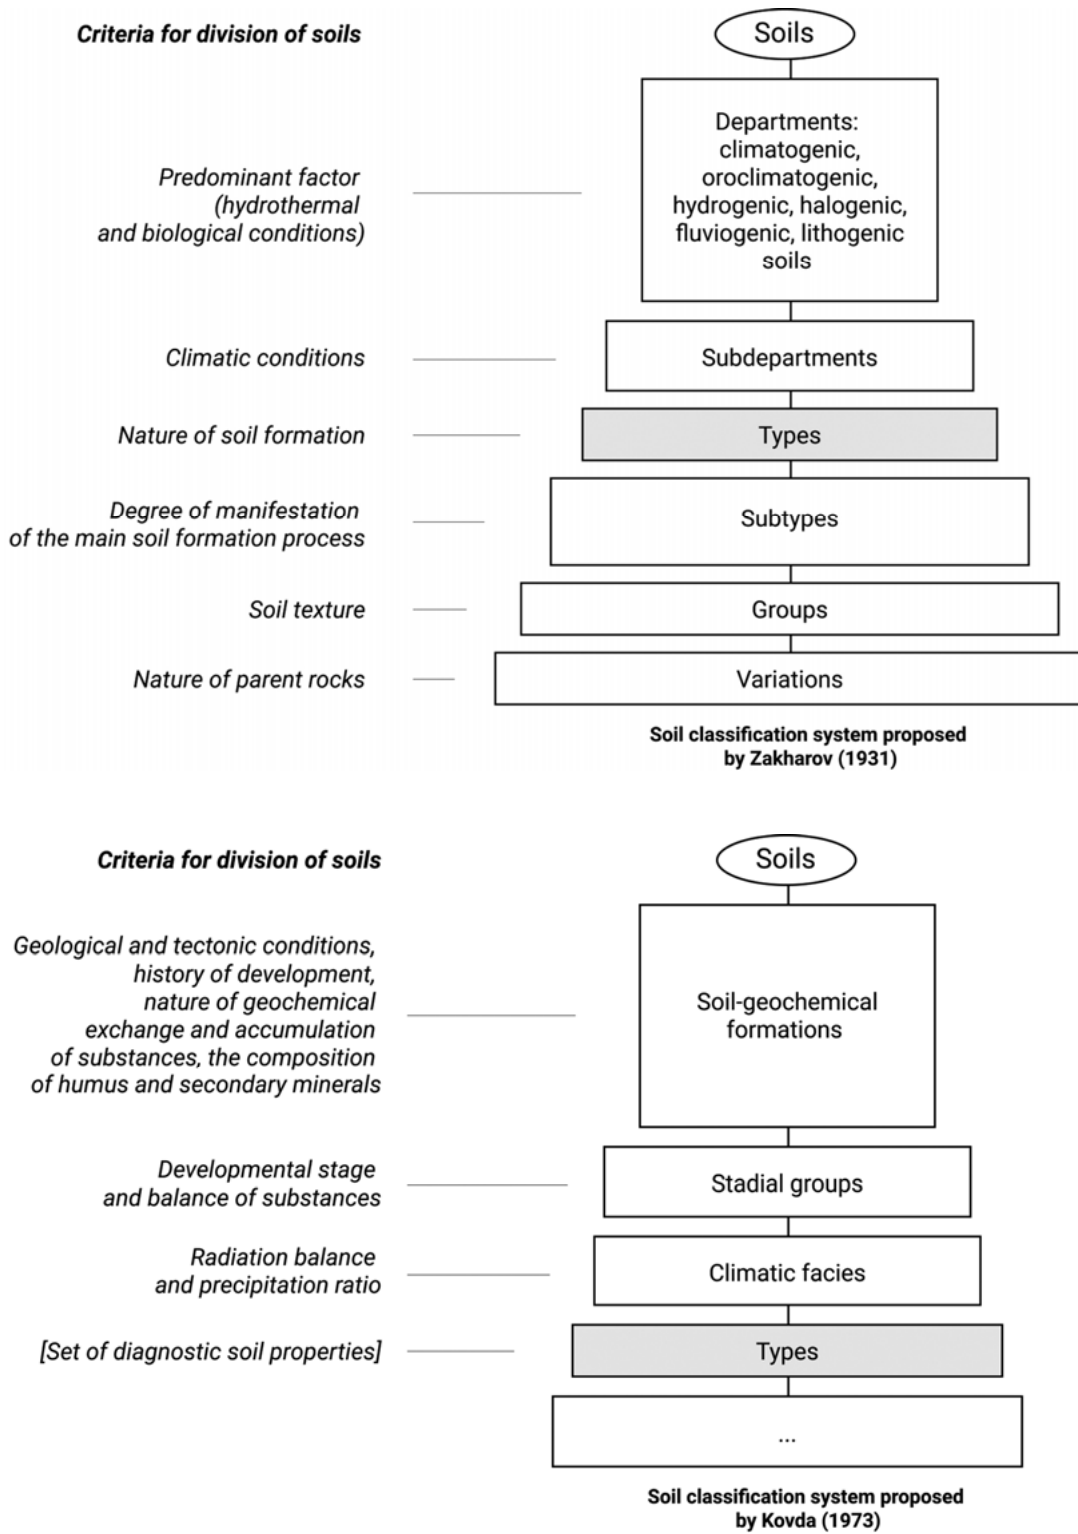 Criteria for division of soils
Soils
Predominant factor
(hydrothermal
and biological conditions)
Departments:
climatogenic,
oroclimatogenic,
hydrogenic, halogenic,
fluviogenic, lithogenic
soils
Climatic conditions
Subdepartments
Nature of soil formation
Types
Degree of manifestation
of the main soil formation process
Subtypes
Soil texture
Groups
Nature of parent rocks
Variations
Soil classification system proposed
by Zakharov (1931)
Criteria for division of soils
Soils
Geological and tectonic conditions,
history of development,
nature of geochemical
exchange and accumulation
of substances, the composition
of humus and secondary minerals
Soil-geochemical
formations
Developmental stage
and balance of substances
Stadial groups
Radiation balance
and precipitation ratio
Climatic facies
[Set of diagnostic soil properties]
Types
...
Soil classification system proposed
by Kovda (1973)